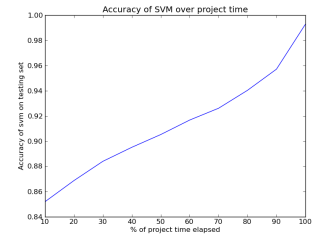 Accuracy of SVM over project time
1.00
0.98
0.96
0.94
0.92
0.90
0.88
0.86
0.84
Accuracy of svm on testing set
10 20 30 40 50 60 70 80 90 100
% of project time elapsed